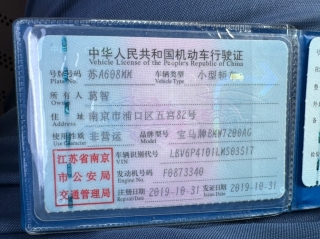 中华人民共和国机动车行驶证
Vehicle License of the People's Republic of China
号牌号码 苏A608MM 车辆类型 小型轿车
Plate No. Vehicle Type
所有人 葛智
Owner
住址 南京市浦口区五宫82号
Address
使用性质 非营运 品牌型号 宝马牌BMW7200AG
Use Character Model
江苏省南京市公安局交通管理局
车辆识别代号 LBV6P4101LMS03517
VIN
发动机号码 F0873340
Engine No.
注册日期 2019-10-31 发证日期 2019-10-31
Register Date Issue Date